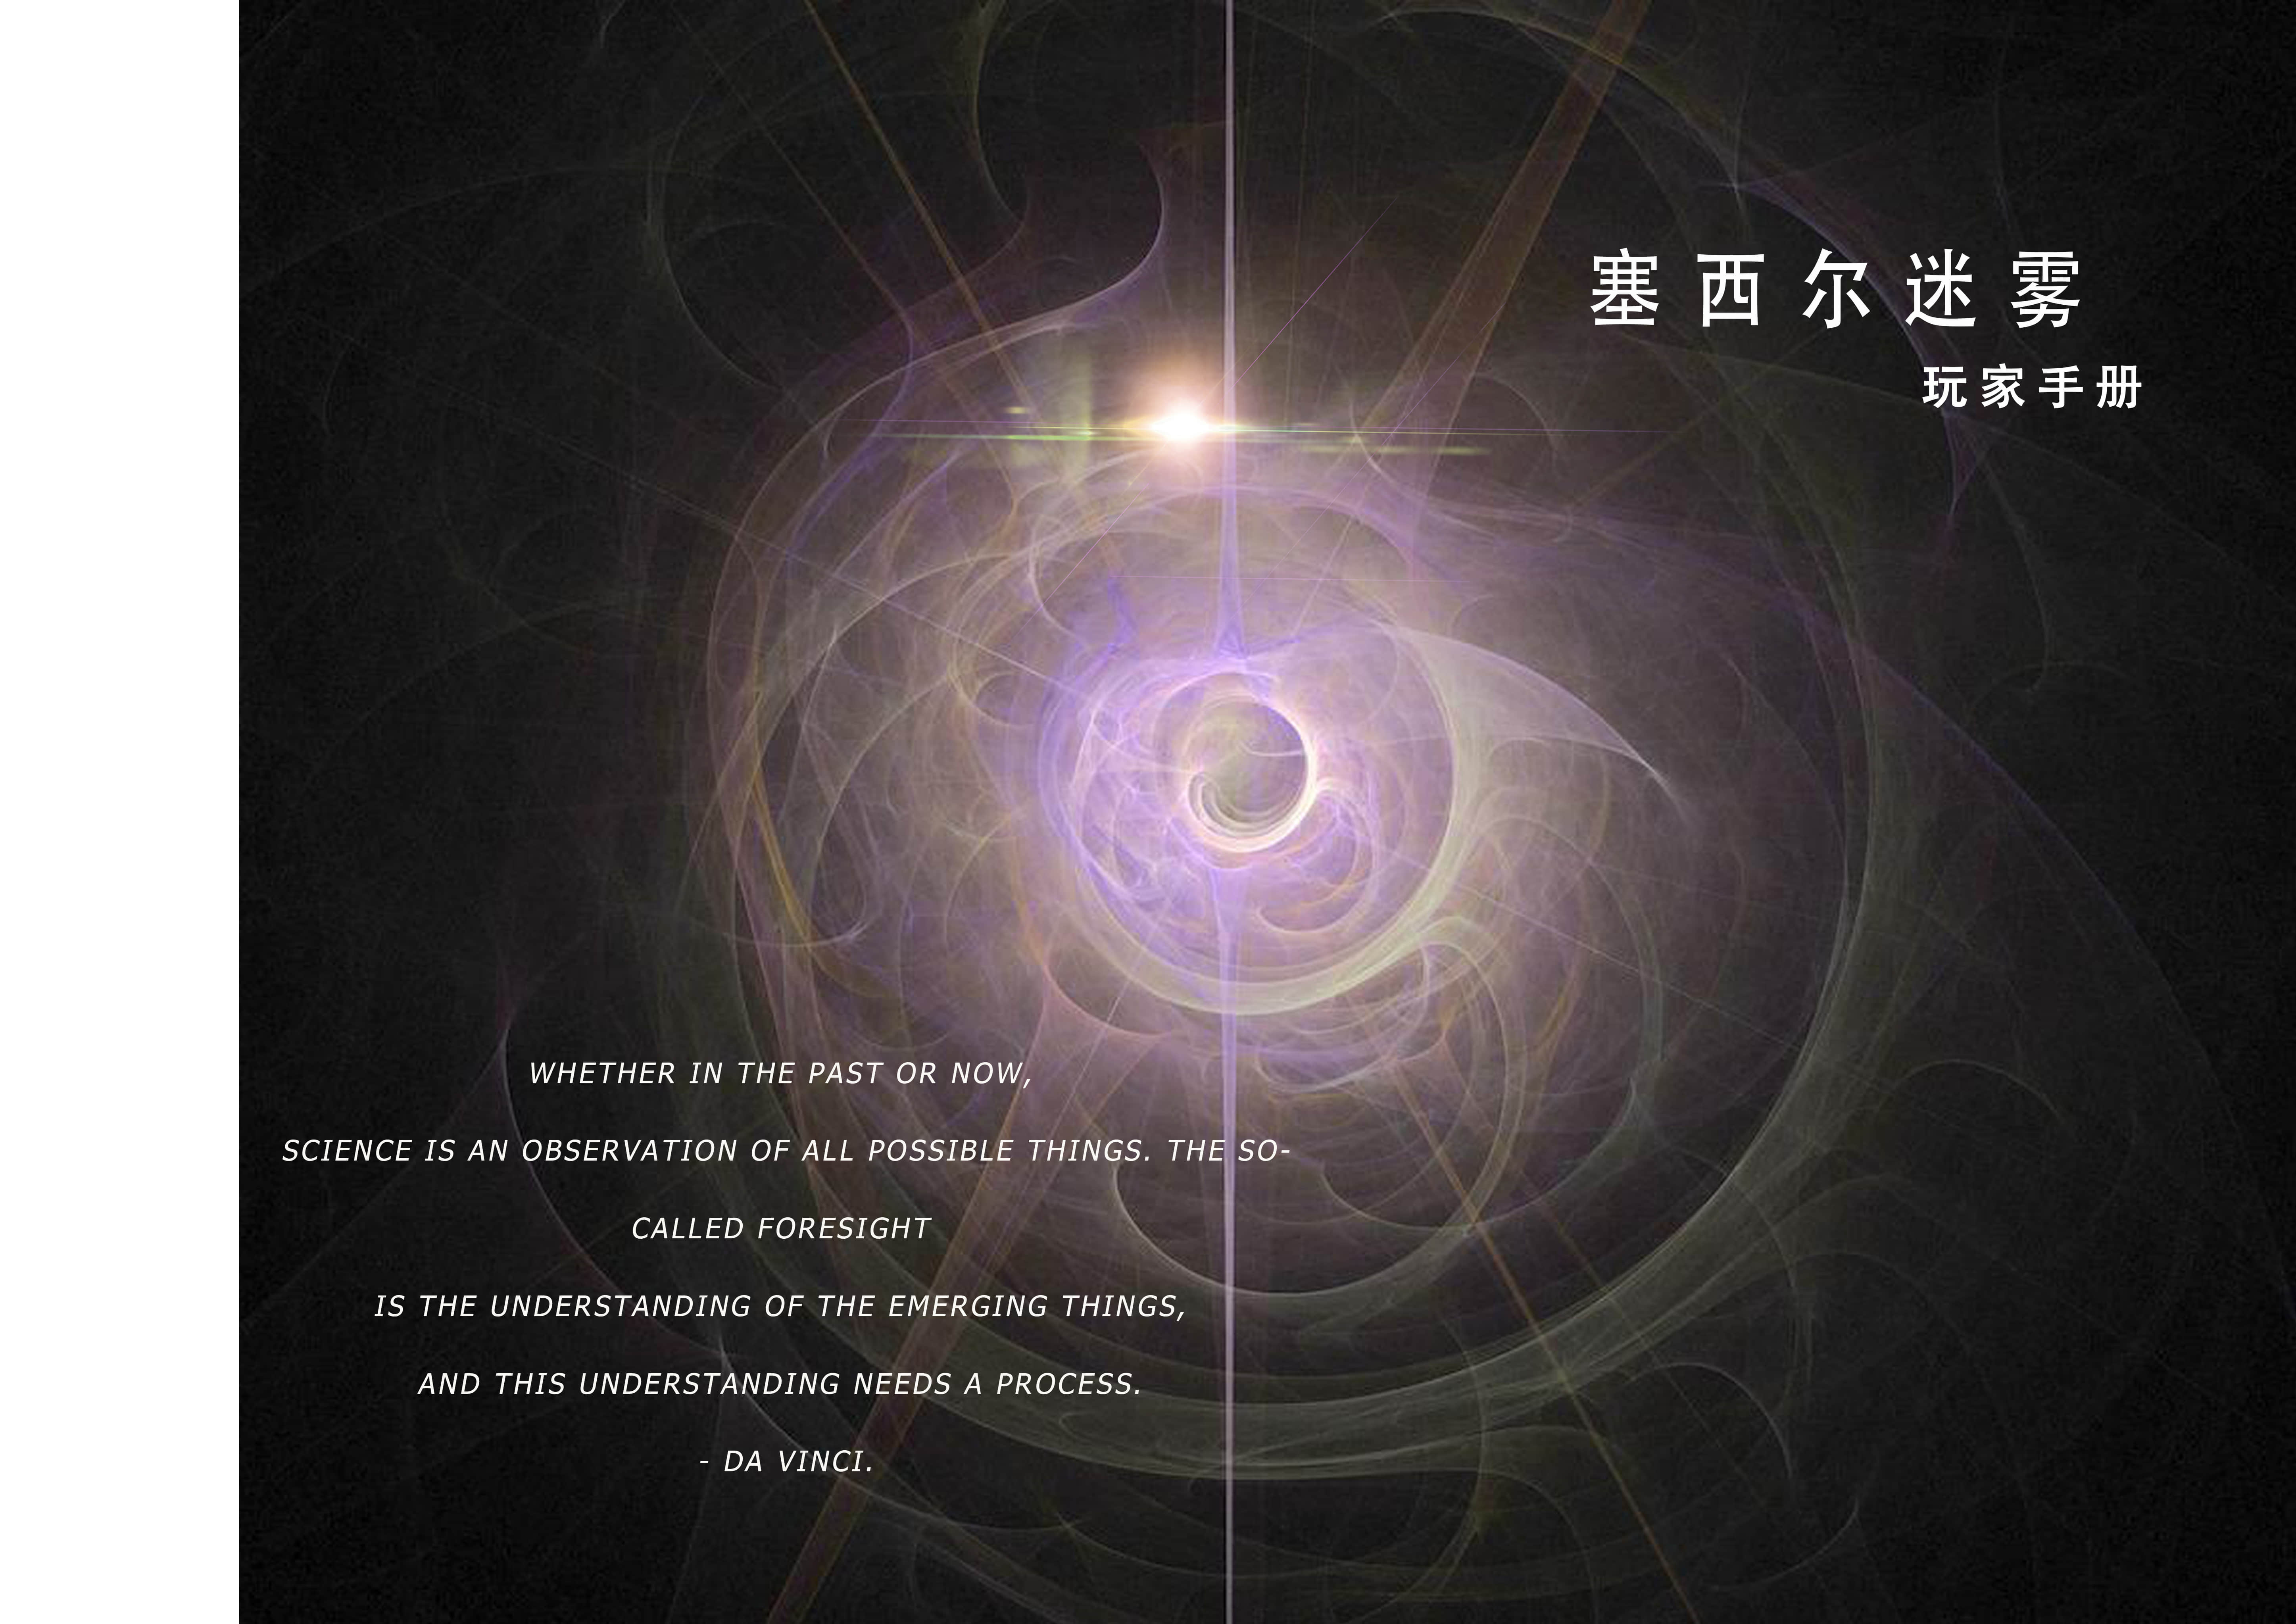 塞西尔迷雾
玩家手册
WHETHER IN THE PAST OR NOW,
SCIENCE IS AN OBSERVATION OF ALL POSSIBLE THINGS. THE SO-
CALLED FORESIGHT
IS THE UNDERSTANDING OF THE EMERGING THINGS,
AND THIS UNDERSTANDING NEEDS A PROCESS.
- DA VINCI.